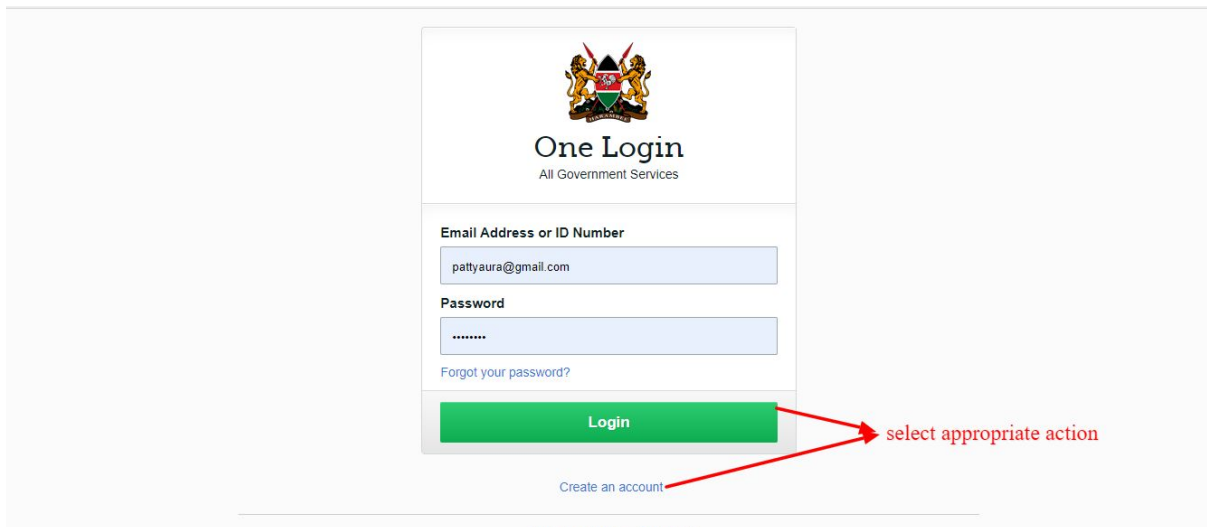 HARAMBEE
One Login
All Government Services
Email Address or ID Number
pattyaura@gmail.com
Password
••••••••
Forgot your password?
Login
select appropriate action
Create an account